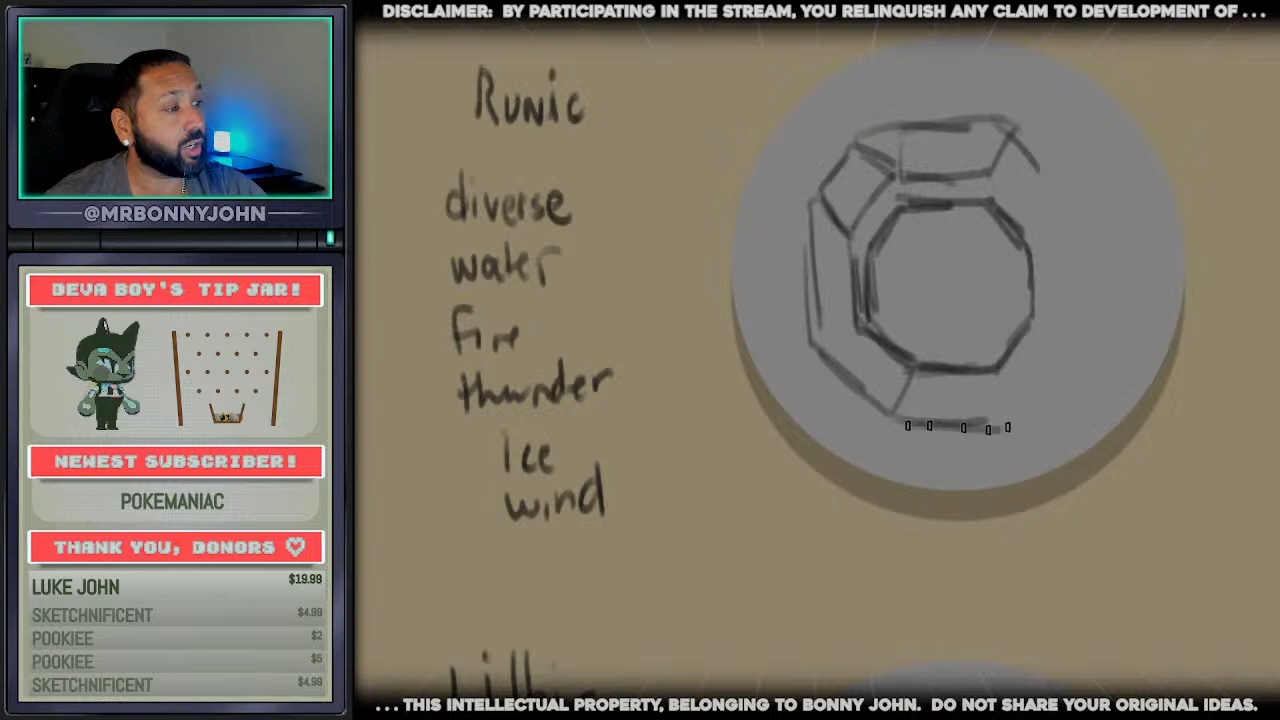 DISCLAIMER: BY PARTICIPATING IN THE STREAM, YOU RELINQUISH ANY CLAIM TO DEVELOPMENT OF . . .
Runic
diverse
water
fire
thunder
Ice
wind
@MRBONNYJOHN
DEVA BOY'S TIP JAR!
NEWEST SUBSCRIBER!
POKEMANIAC
THANK YOU, DONORS
LUKE JOHN $19.99
SKETCHNIFICENT $4.99
POOKIEE $2
POOKIEE $5
SKETCHNIFICENT $4.99
. . . THIS INTELLECTUAL PROPERTY, BELONGING TO BONNY JOHN. DO NOT SHARE YOUR ORIGINAL IDEAS.